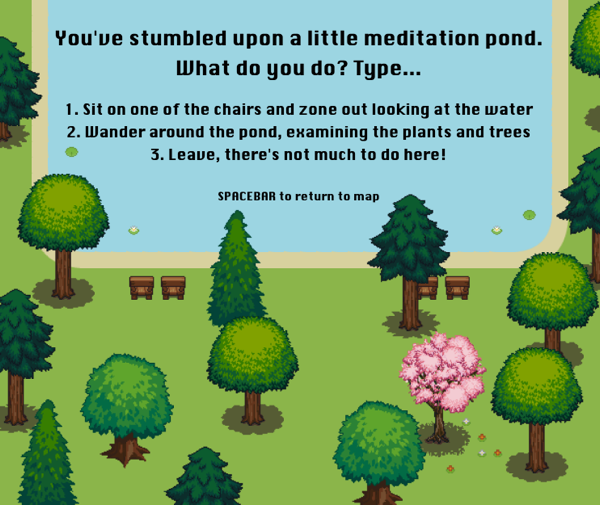 You've stumbled upon a little meditation pond.
What do you do? Type...
1. Sit on one of the chairs and zone out looking at the water
2. Wander around the pond, examining the plants and trees
3. Leave, there's not much to do here!
SPACEBAR to return to map